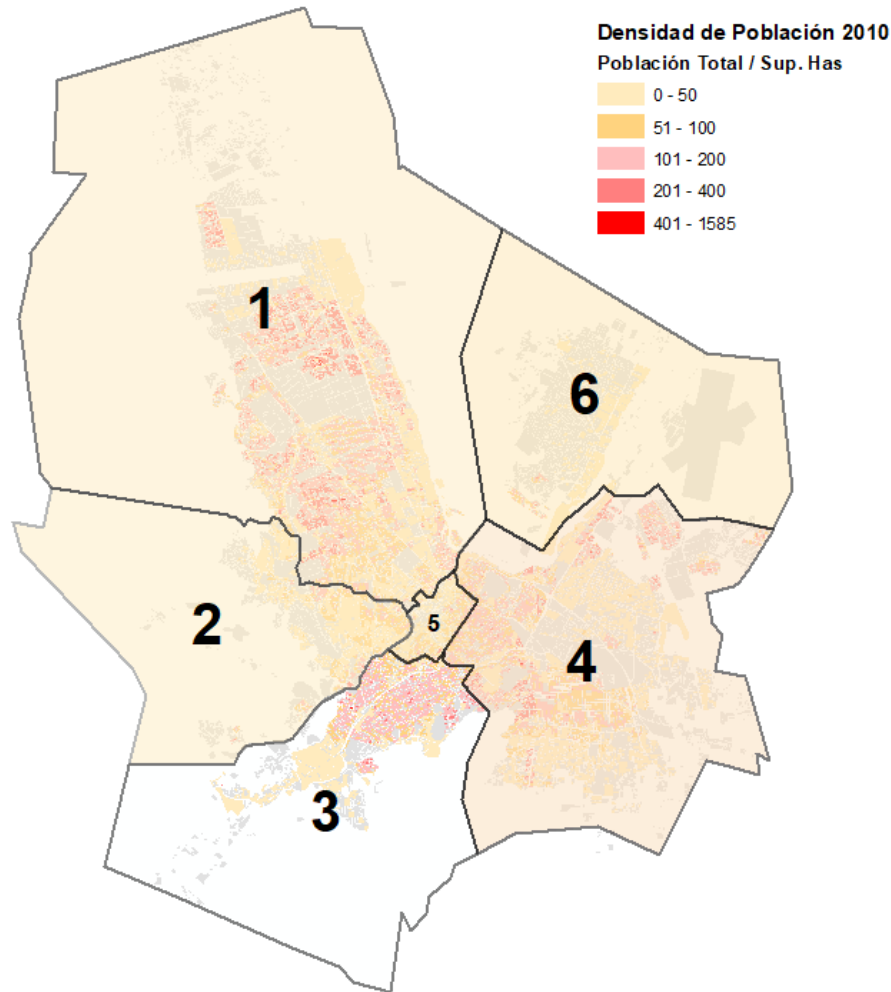 Densidad de Población 2010
Población Total / Sup. Has
0 - 50
51 - 100
101 - 200
201 - 400
401 - 1585
1
6
2
5
4
3